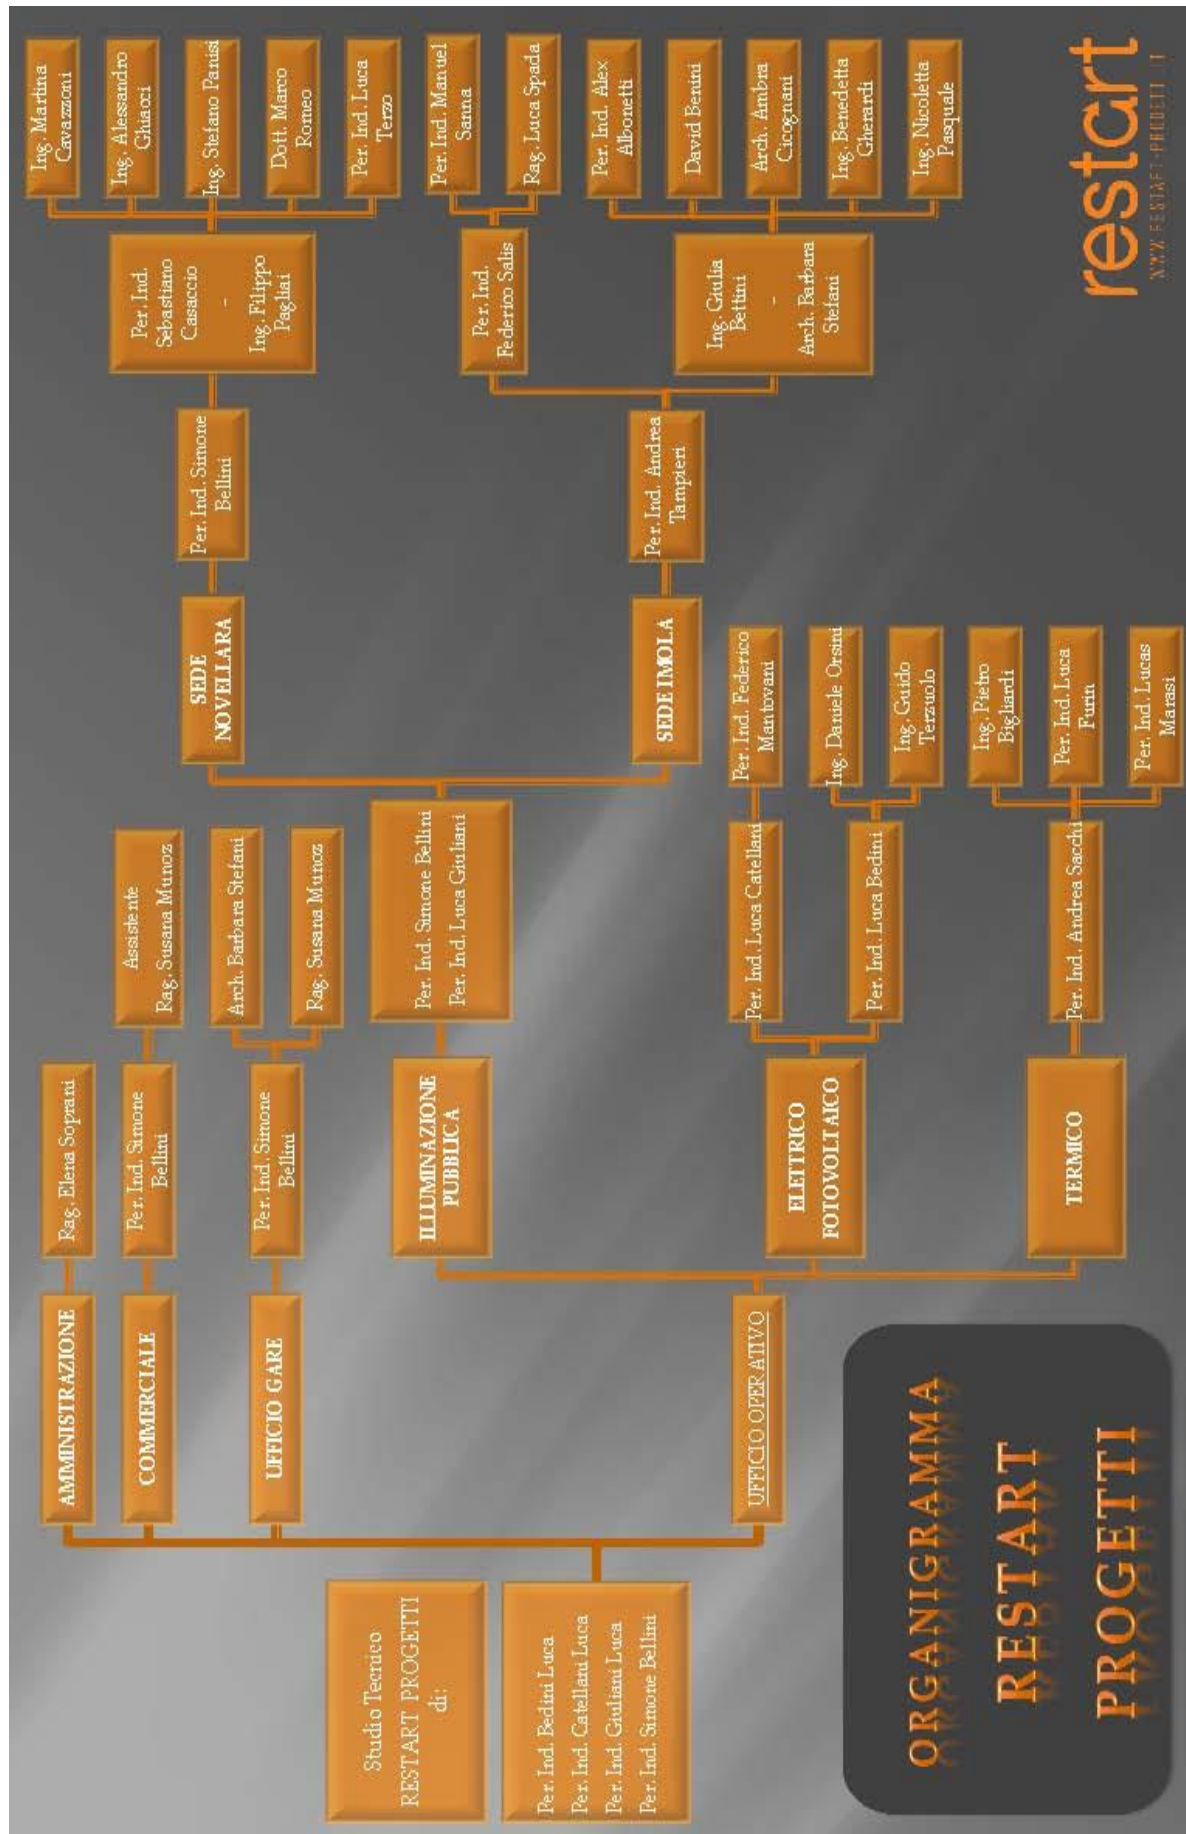 Studio Tecnico
RESTART PROGETTI
di:
Per. Ind. Bedini Luca
Per. Ind. Catellani Luca
Per. Ind. Giuliani Luca
Per. Ind. Simone Bellini
AMMINISTRAZIONE
Rag. Elena Soprani
COMMERCIALE
Per. Ind. Simone
Bellini
Assistente
Rag. Susana Munoz
UFFICIO GARE
Per. Ind. Simone
Bellini
Arch. Barbara Stefani
Rag. Susana Munoz
UFFICIO OPERATIVO
ILLUMINAZIONE
PUBBLICA
Per. Ind. Simone Bellini
Per. Ind. Luca Giuliani
SEDE
NOVELLARA
Per. Ind. Simone
Bellini
Per. Ind.
Sebastiano
Casaccio
-
Ing. Filippo
Pagliai
Ing. Martina
Cavazzoni
Ing. Alessandro
Ghiacci
Ing. Stefano Panisi
Dott. Marco
Romeo
Per. Ind. Luca
Terzo
SEDE IMOLA
Per. Ind. Andrea
Tampieri
Per. Ind.
Federico Salis
Per. Ind. Manuel
Sanna
Rag. Luca Spada
Ing. Giulia
Bettini
-
Arch. Barbara
Stefani
Per. Ind. Alex
Albonetti
David Benini
Arch. Ambra
Cicognani
Ing. Benedetta
Gherardi
Ing. Nicoletta
Pasquale
ELETTRICO
FOTOVOLTAICO
Per. Ind. Luca Catellani
Per. Ind. Federico
Mantovani
Per. Ind. Luca Bedini
Ing. Daniele Orsini
Ing. Guido
Terzuolo
TERMICO
Per. Ind. Andrea Sacchi
Ing. Pietro
Bigliardi
Per. Ind. Luca
Furin
Per. Ind. Lucas
Marasi
ORGANIGRAMMA
RESTART
PROGETTI
restart